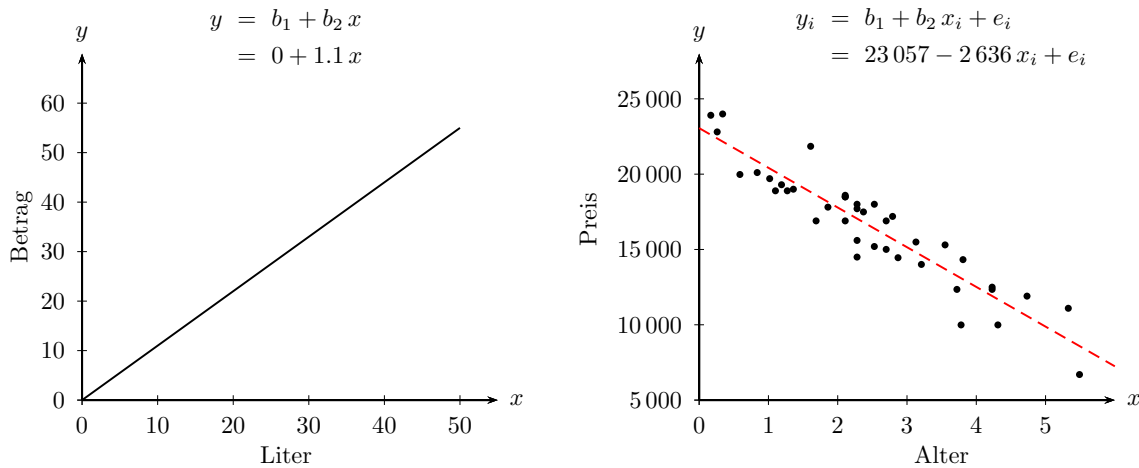 y = b₁ + b₂ x
= 0 + 1.1 x
y
60
50
40
30
20
10
0
Betrag
0 10 20 30 40 50
x
Liter
yᵢ = b₁ + b₂ xᵢ + eᵢ
= 23 057 − 2 636 xᵢ + eᵢ
y
25 000
20 000
15 000
10 000
5 000
Preis
0 1 2 3 4 5
x
Alter